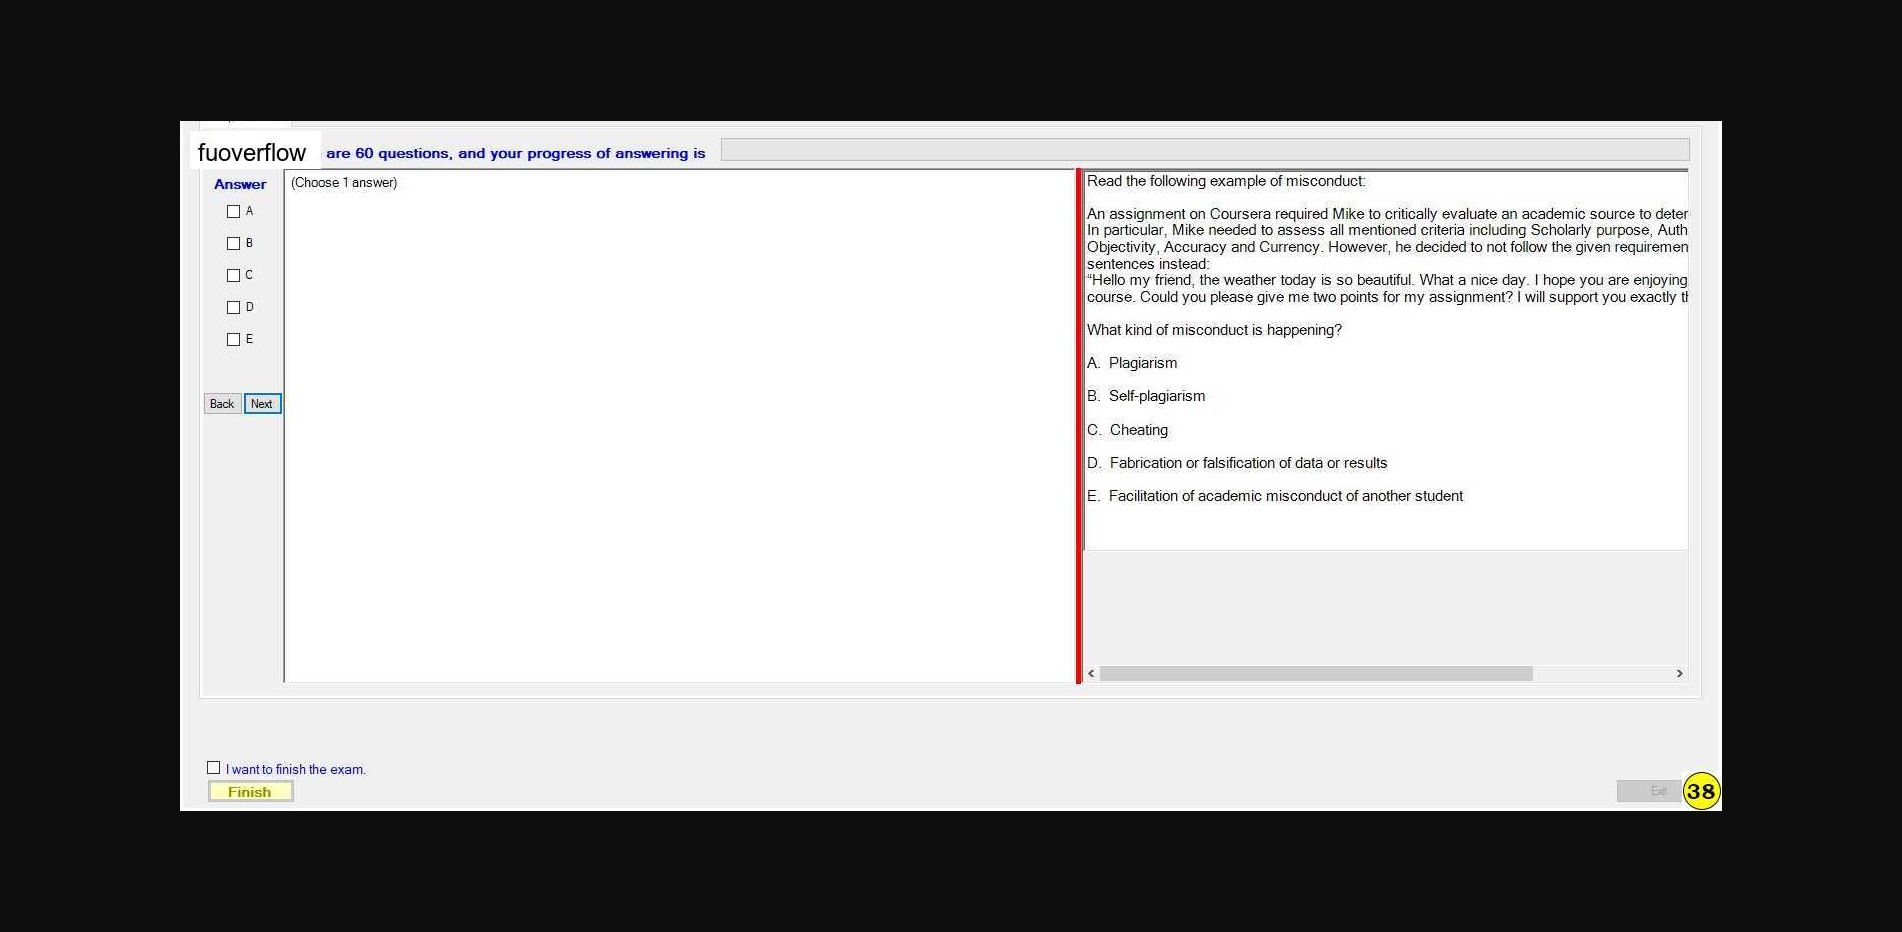 fuoverflow are 60 questions, and your progress of answering is
Answer
A
B
C
D
E
Back Next
(Choose 1 answer)
Read the following example of misconduct:
An assignment on Coursera required Mike to critically evaluate an academic source to deter
In particular, Mike needed to assess all mentioned criteria including Scholarly purpose, Auth
Objectivity, Accuracy and Currency. However, he decided to not follow the given requiremen
sentences instead:
“Hello my friend, the weather today is so beautiful. What a nice day. I hope you are enjoying
course. Could you please give me two points for my assignment? I will support you exactly th
What kind of misconduct is happening?
A. Plagiarism
B. Self-plagiarism
C. Cheating
D. Fabrication or falsification of data or results
E. Facilitation of academic misconduct of another student
I want to finish the exam.
Finish
Exit
38